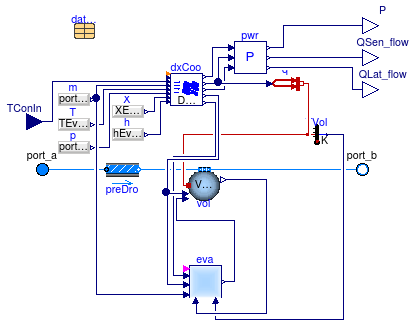 dat...
P
QSen_flow
QLat_flow
pwr
P
dxCoo
D...
TConIn
m
port...
T
TEv...
p
port...
X
XE...
h
hEv...
q
Vol
K
port_a
port_b
preDro
V...
vol
eva